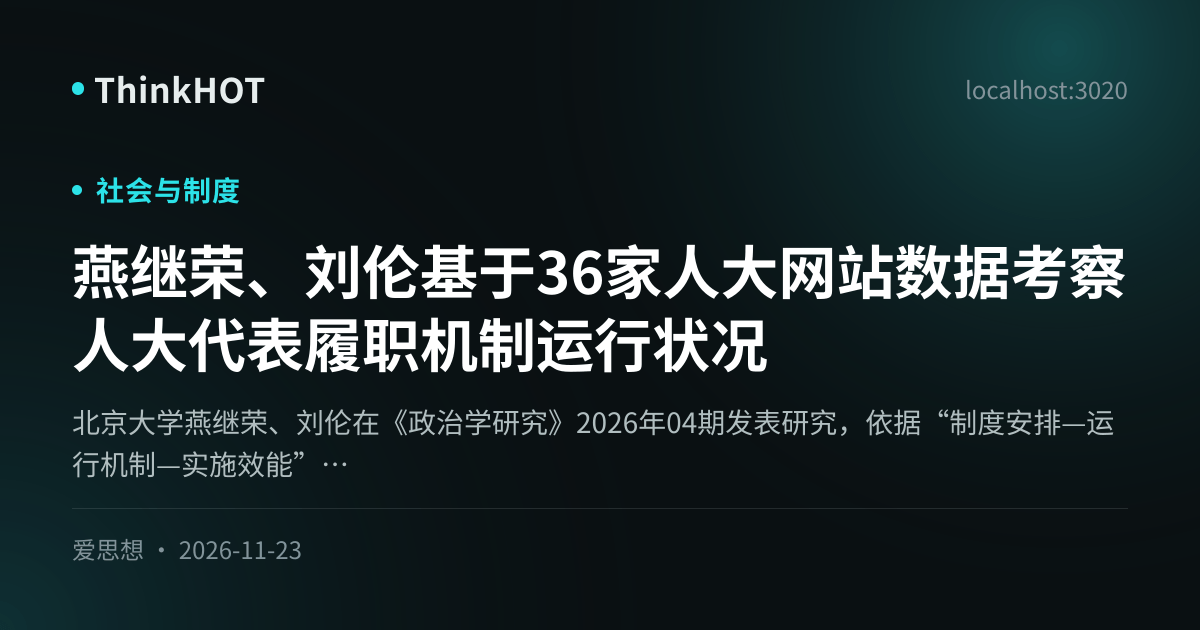 ThinkHOT
localhost:3020
社会与制度
燕继荣、刘伦基于36家人大网站数据考察
人大代表履职机制运行状况
北京大学燕继荣、刘伦在《政治学研究》2026年04期发表研究，依据“制度安排—运
行机制—实施效能”…
爱思想 · 2026-11-23